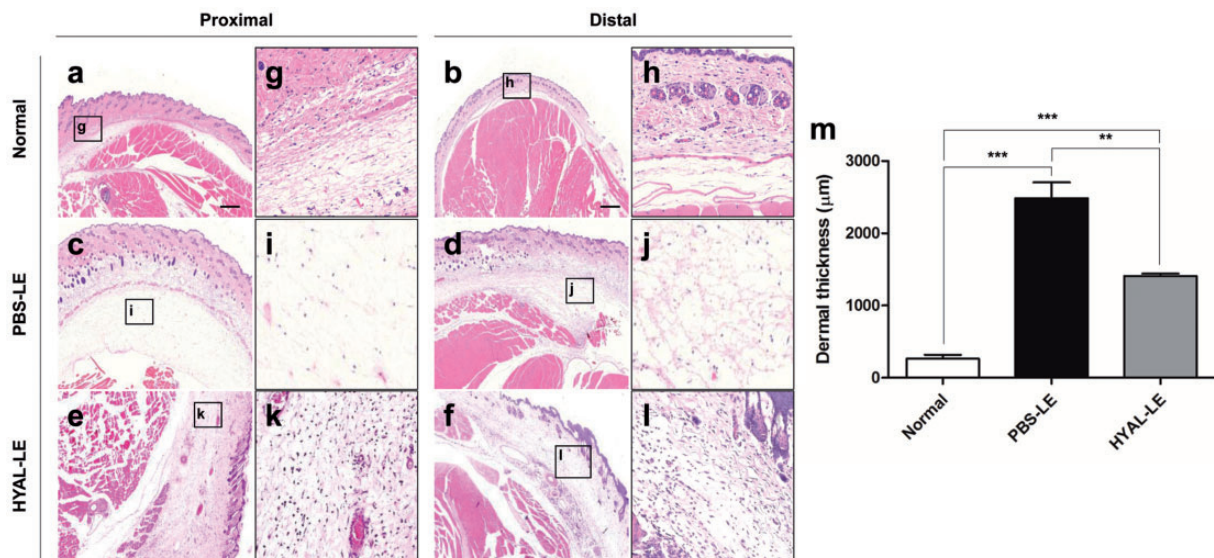 Proximal
Distal
Normal
a
g
g
b
h
h
PBS-LE
c
i
i
d
j
j
HYAL-LE
e
k
k
f
l
l
m
***
***
**
Dermal thickness (μm)
3000
2000
1000
0
Normal
PBS-LE
HYAL-LE